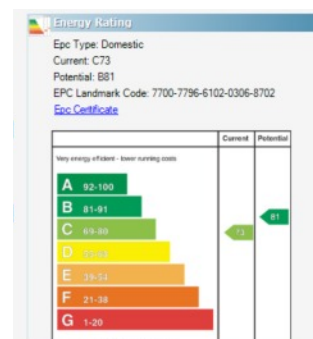 Energy Rating
Epc Type: Domestic
Current: C73
Potential: B81
EPC Landmark Code: 7700-7796-6102-0306-8702
Epc Certificate
Current Potential
Very energy efficient - lower running costs
A 92-100
B 81-91
81
C 69-80
73
D
E 39-54
F 21-38
G 1-20